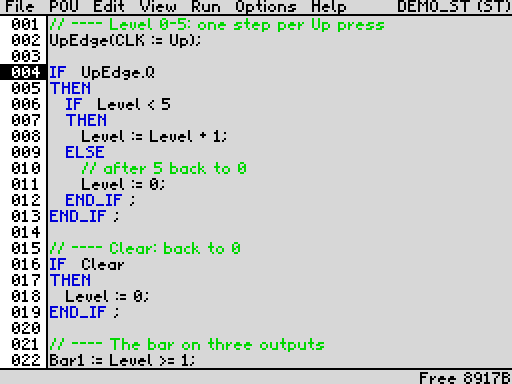 File POU Edit View Run Options Help DEMO_ST (ST)
001 // ---- Level 0-5: one step per Up press
002 UpEdge(CLK := Up);
003
004 IF UpEdge.Q
005 THEN
006 IF Level < 5
007 THEN
008 Level := Level + 1;
009 ELSE
010 // after 5 back to 0
011 Level := 0;
012 END_IF ;
013 END_IF ;
014
015 // ---- Clear: back to 0
016 IF Clear
017 THEN
018 Level := 0;
019 END_IF ;
020
021 // ---- The bar on three outputs
022 Bar1 := Level >= 1;
Free 8917B